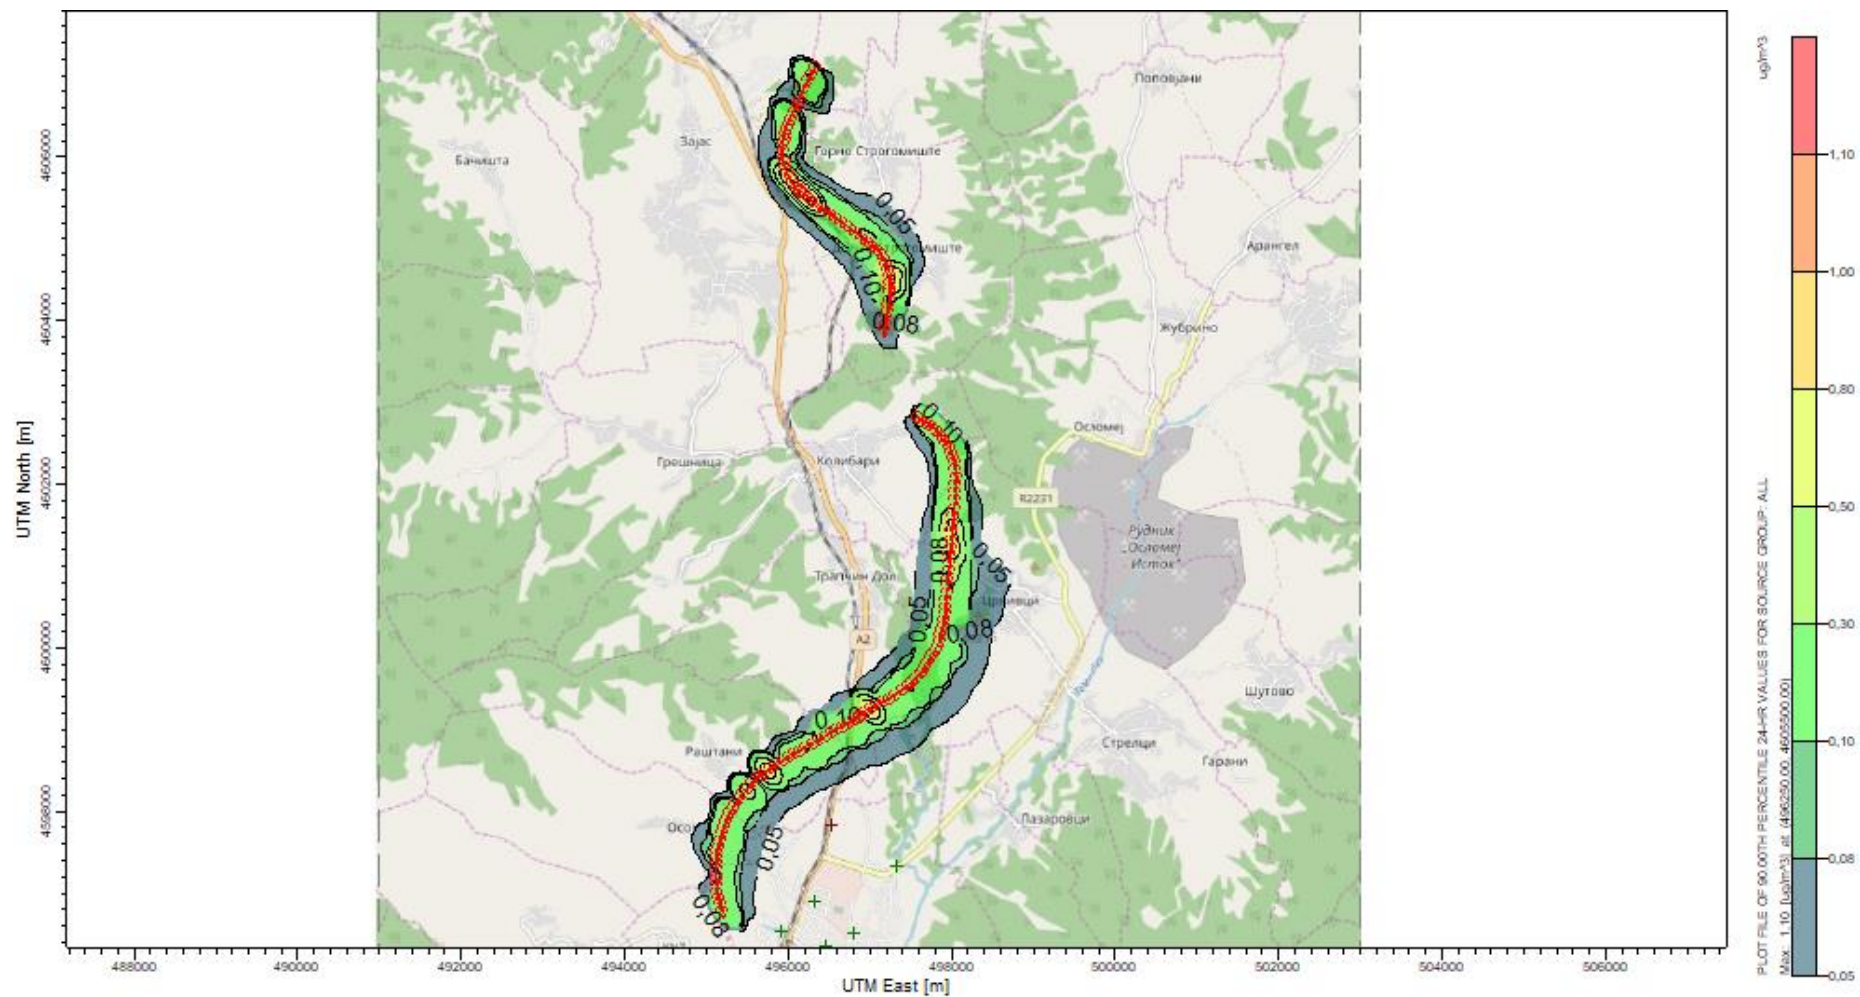 ug/m^3
Поповјани
1,10
Зајас
Горно Строгомиште
Бачишта
4606000
0,05
Арангел
1,00
0,10
4604000
0,08
Жубрино
0,80
0,10
Осломеј
UTM North [m]
Грешница
Колибари
4602000
R2231
0,50
Рудник
„Осломеј
Исток“
0,08
0,05
Трапчин Дол
0,05
Црвивци
0,08
0,30
4600000
A2
Шутово
0,10
Раштани
Стрелци
Гарани
0,10
4598000
Лазаровци
0,05
0,08
0,08
0,05
488000
490000
492000
494000
496000
498000
500000
502000
504000
506000
UTM East [m]
PLOT FILE OF 90.00TH PERCENTILE 24-HR VALUES FOR SOURCE GROUP: ALL
Max: 1.10 [ug/m^3] at (496250.00, 4605500.00)